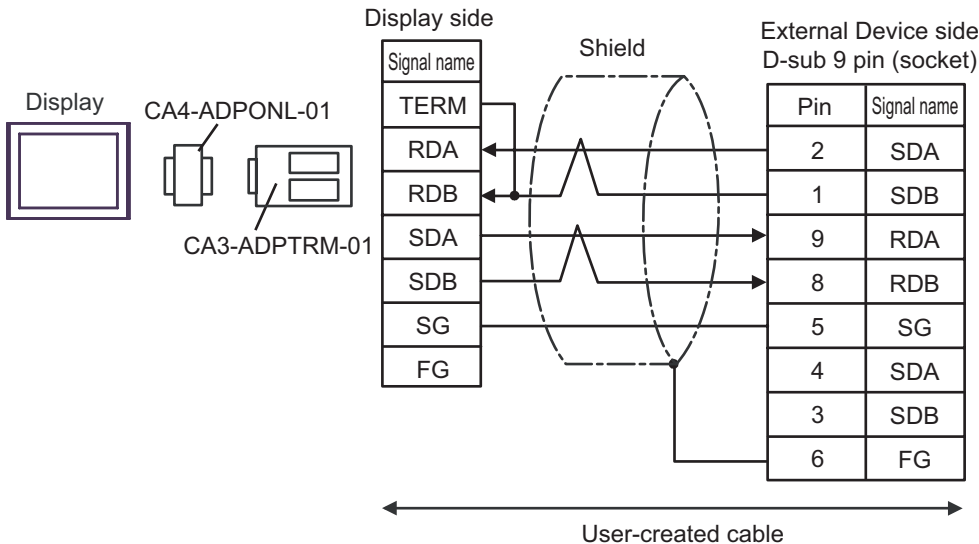 Display side
External Device side
D-sub 9 pin (socket)
Shield
Signal name
TERM
RDA
RDB
SDA
SDB
SG
FG
Display
CA4-ADPONL-01
CA3-ADPTRM-01
Pin Signal name
2 SDA
1 SDB
9 RDA
8 RDB
5 SG
4 SDA
3 SDB
6 FG
User-created cable